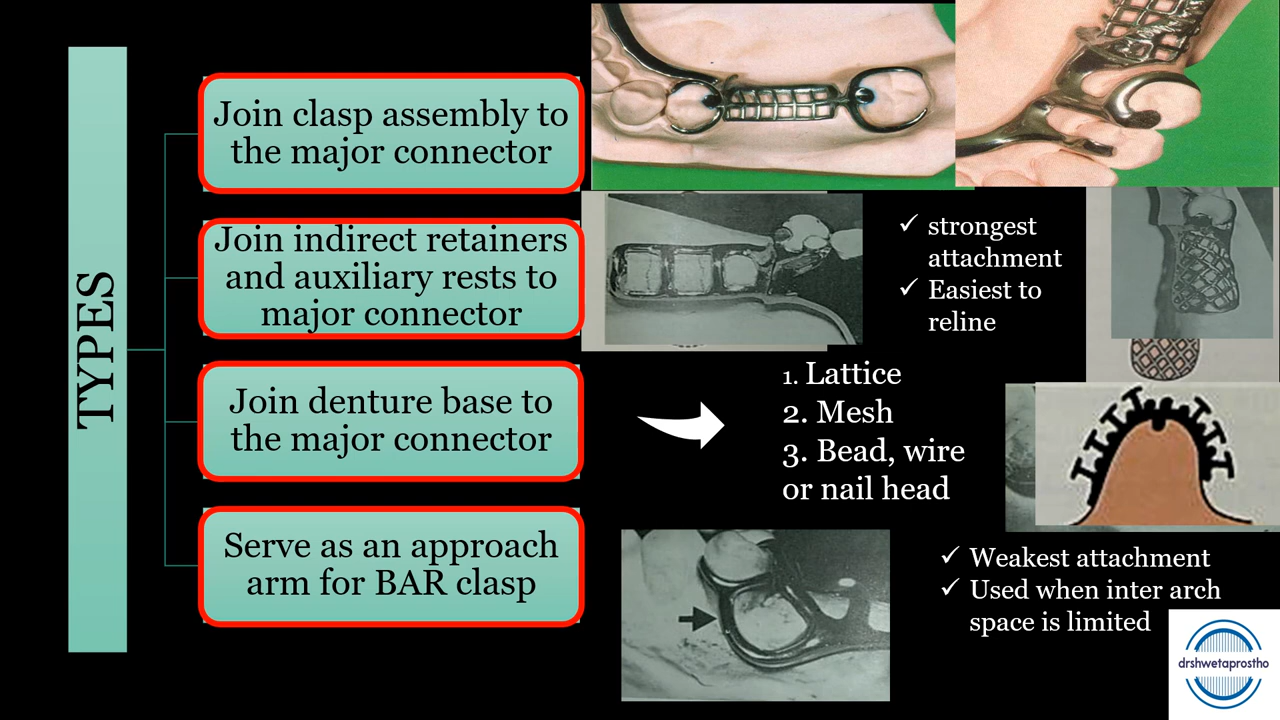 TYPES
Join clasp assembly to
the major connector
Join indirect retainers
and auxiliary rests to
major connector
Join denture base to
the major connector
Serve as an approach
arm for BAR clasp
✓ strongest
attachment
✓ Easiest to
reline
1. Lattice
2. Mesh
3. Bead, wire
or nail head
✓ Weakest attachment
✓ Used when inter arch
space is limited
drshwetaprostho